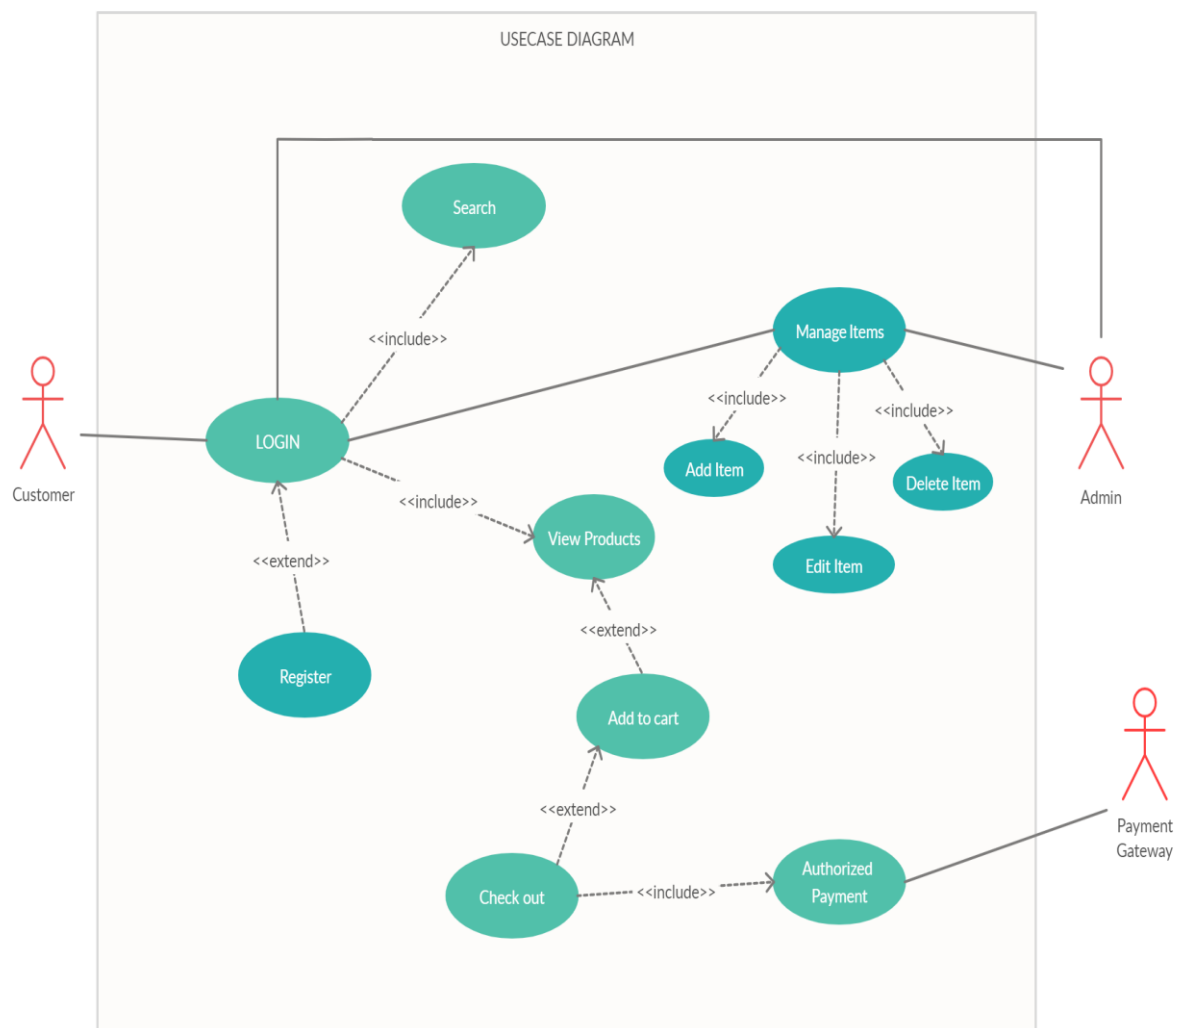 USECASE DIAGRAM
Search
<<include>>
Manage Items
<<include>>
<<include>>
LOGIN
<<include>>
Add Item
Delete Item
Customer
Admin
<<include>>
View Products
<<extend>>
Edit Item
<<extend>>
Register
Add to cart
<<extend>>
Payment
Gateway
Authorized
Payment
Check out
<<include>>